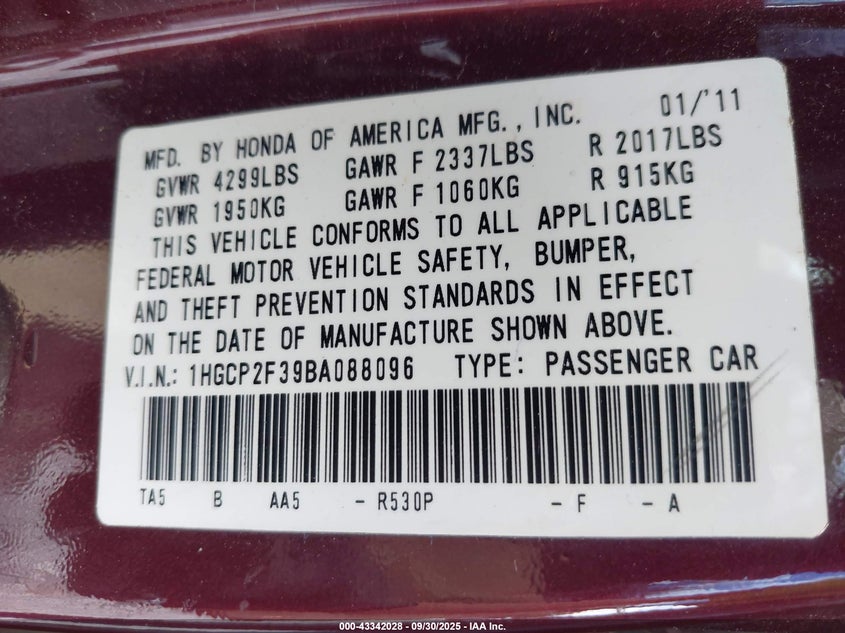 MFD. BY HONDA OF AMERICA MFG., INC. 01/'11
GVWR 4299LBS GAWR F 2337LBS R 2017LBS
GVWR 1950KG GAWR F 1060KG R 915KG
THIS VEHICLE CONFORMS TO ALL APPLICABLE
FEDERAL MOTOR VEHICLE SAFETY, BUMPER,
AND THEFT PREVENTION STANDARDS IN EFFECT
ON THE DATE OF MANUFACTURE SHOWN ABOVE.
V.I.N.: 1HGCP2F39BA088096 TYPE: PASSENGER CAR
TA5 B AA5 - R530P - F - A
000-43342028 - 09/30/2025 - IAA Inc.